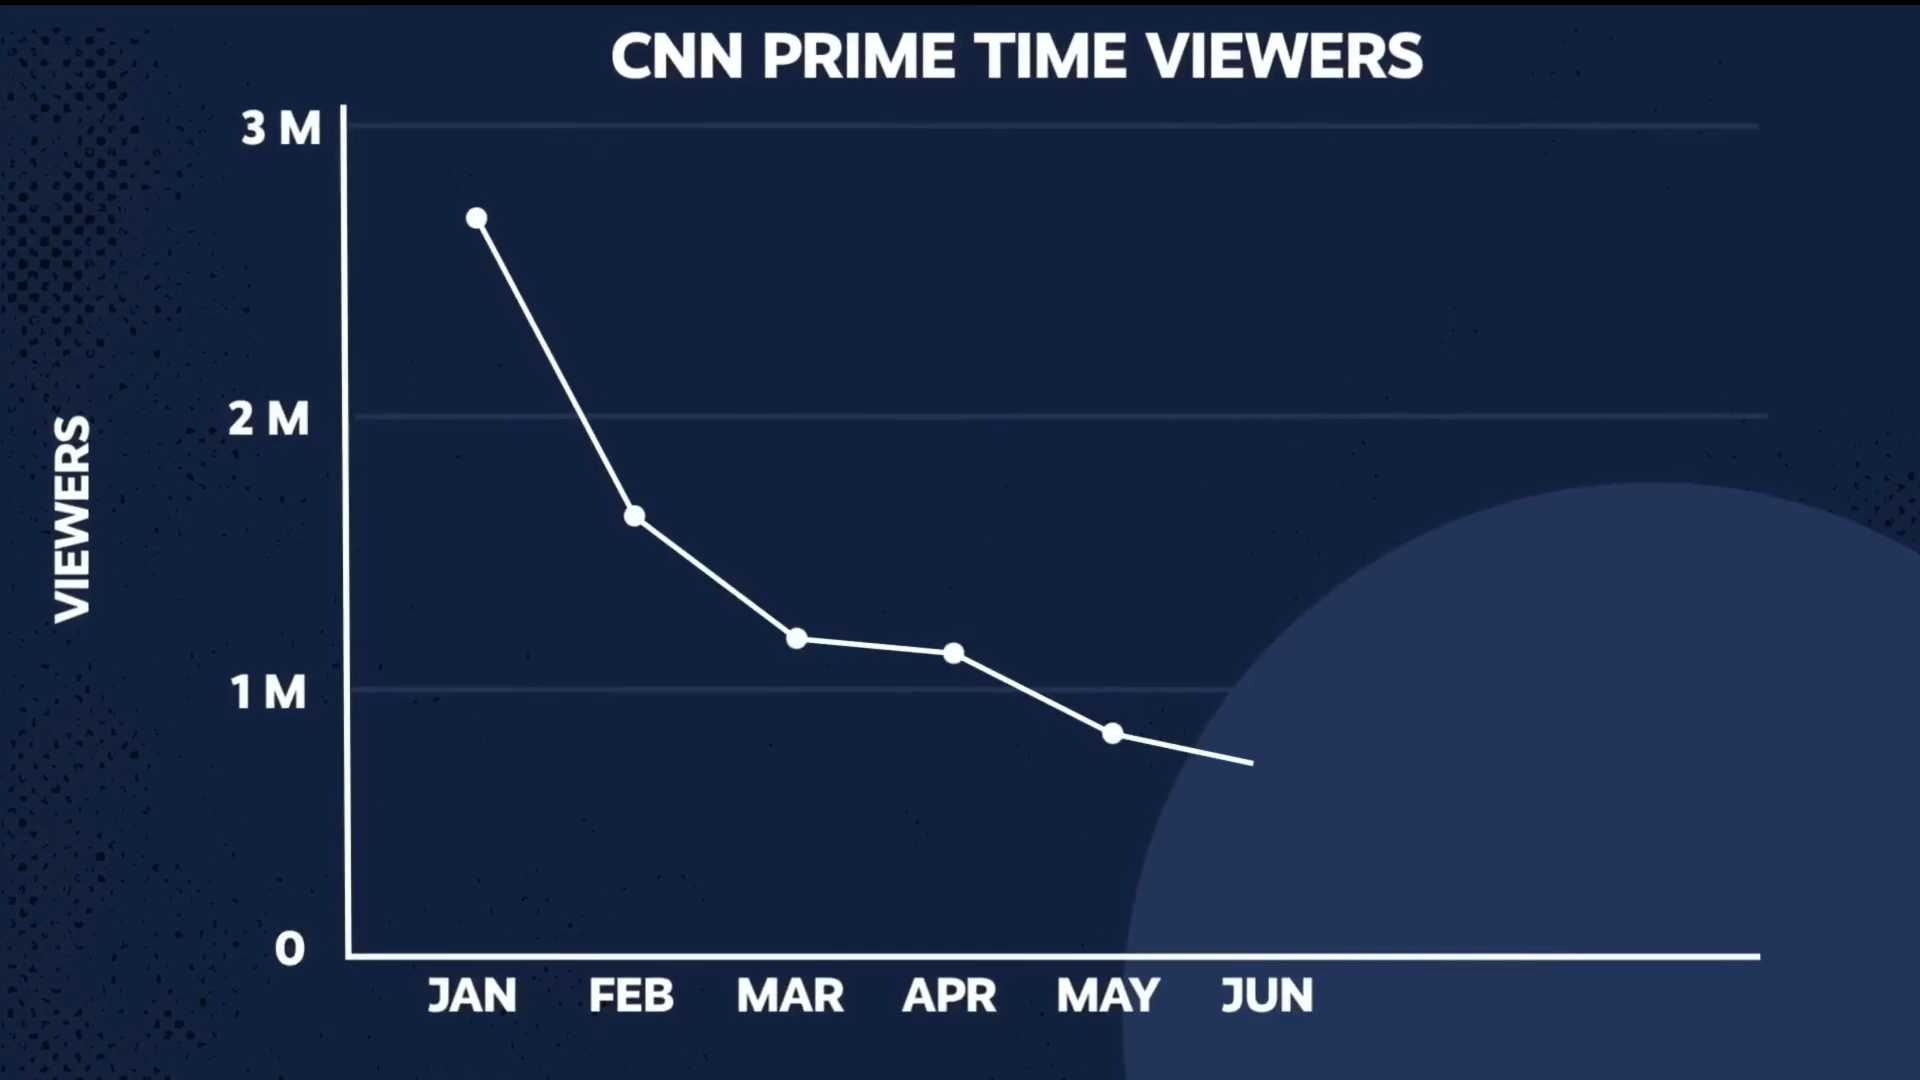 CNN PRIME TIME VIEWERS
3 M
2 M
VIEWERS
1 M
0
JAN FEB MAR APR MAY JUN